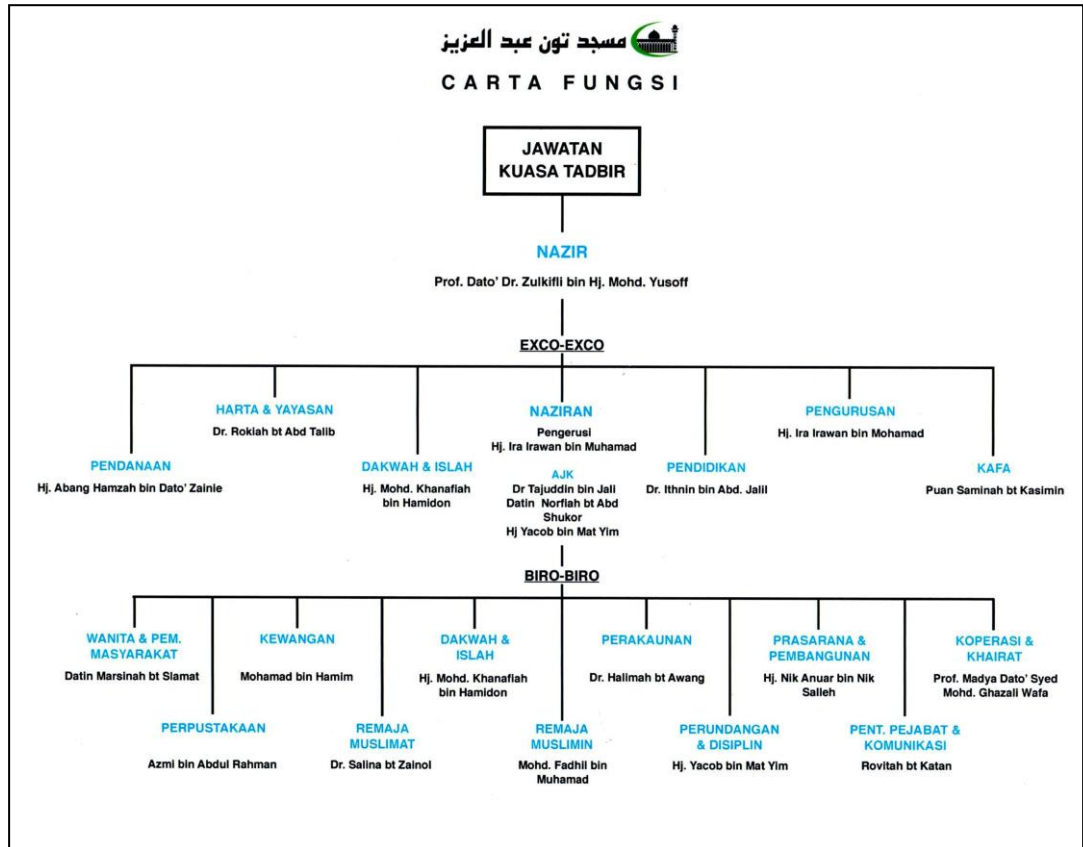 مسجد تون عبد العزيز
CARTA FUNGSI
JAWATAN
KUASA TADBIR
NAZIR
Prof. Dato' Dr. Zulkifli bin Hj. Mohd. Yusoff
EXCO-EXCO
PENDANAAN
Hj. Abang Hamzah bin Dato' Zainie
HARTA & YAYASAN
Dr. Rokiah bt Abd Talib
DAKWAH & ISLAH
Hj. Mohd. Khanafiah
bin Hamidon
NAZIRAN
Pengerusi
Hj. Ira Irawan bin Muhamad
AJK
Dr Tajuddin bin Jali
Datin Norfiah bt Abd
Shukor
Hj Yacob bin Mat Yim
PENDIDIKAN
Dr. Ithnin bin Abd. Jalil
PENGURUSAN
Hj. Ira Irawan bin Mohamad
KAFA
Puan Saminah bt Kasimin
BIRO-BIRO
WANITA & PEM.
MASYARAKAT
Datin Marsinah bt Slamat
PERPUSTAKAAN
Azmi bin Abdul Rahman
KEWANGAN
Mohamad bin Hamim
REMAJA
MUSLIMAT
Dr. Salina bt Zainol
DAKWAH &
ISLAH
Hj. Mohd. Khanafiah
bin Hamidon
REMAJA
MUSLIMIN
Mohd. Fadhil bin
Muhamad
PERAKAUNAN
Dr. Halimah bt Awang
PERUNDANGAN
& DISIPLIN
Hj. Yacob bin Mat Yim
PRASARANA &
PEMBANGUNAN
Hj. Nik Anuar bin Nik
Salleh
PENT. PEJABAT &
KOMUNIKASI
Rovitah bt Katan
KOPERASI &
KHAIRAT
Prof. Madya Dato' Syed
Mohd. Ghazali Wafa